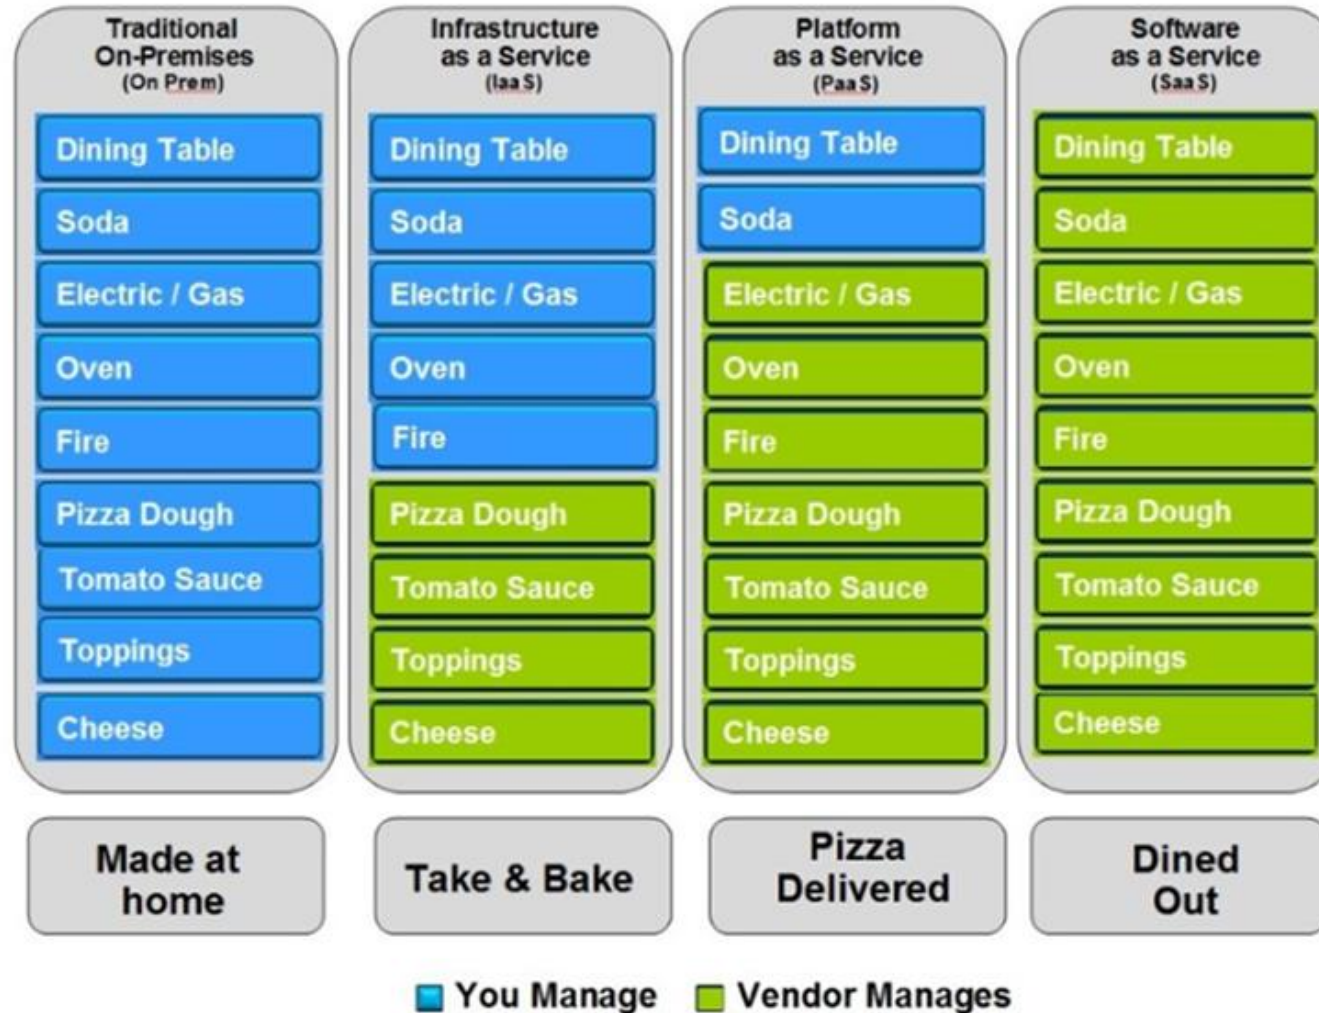 Traditional
On-Premises
(On Prem)
Dining Table
Soda
Electric / Gas
Oven
Fire
Pizza Dough
Tomato Sauce
Toppings
Cheese
Made at
home
Infrastructure
as a Service
(IaaS)
Dining Table
Soda
Electric / Gas
Oven
Fire
Pizza Dough
Tomato Sauce
Toppings
Cheese
Take & Bake
Platform
as a Service
(PaaS)
Dining Table
Soda
Electric / Gas
Oven
Fire
Pizza Dough
Tomato Sauce
Toppings
Cheese
Pizza
Delivered
Software
as a Service
(SaaS)
Dining Table
Soda
Electric / Gas
Oven
Fire
Pizza Dough
Tomato Sauce
Toppings
Cheese
Dined
Out
You Manage
Vendor Manages